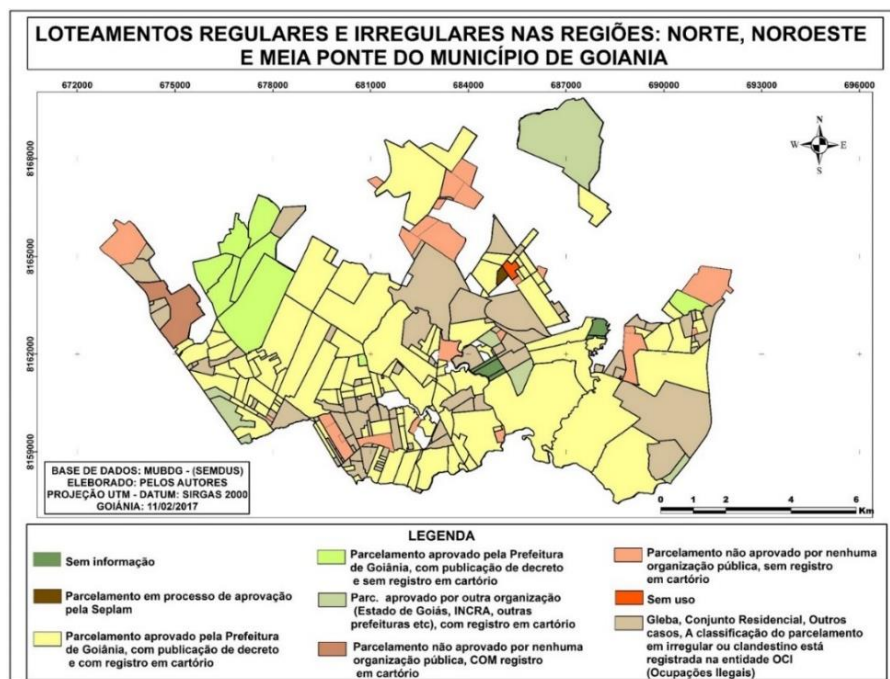 LOTEAMENTOS REGULARES E IRREGULARES NAS REGIÕES: NORTE, NOROESTE
E MEIA PONTE DO MUNICÍPIO DE GOIANIA
672000 675000 678000 681000 684000 687000 690000 693000 696000
8168000
8165000
8162000
8159000
N
W E
S
BASE DE DADOS: MUBDG - (SEMDUS)
ELEBORADO: PELOS AUTORES
PROJEÇÃO UTM - DATUM: SIRGAS 2000
GOIÂNIA: 11/02/2017
0 1 2 4 6
Km
LEGENDA
Sem informação
Parcelamento em processo de aprovação
pela Seplam
Parcelamento aprovado pela Prefeitura
de Goiânia, com publicação de decreto
e com registro em cartório
Parcelamento aprovado pela Prefeitura
de Goiânia, com publicação de decreto
e sem registro em cartório
Parc. aprovado por outra organização
(Estado de Goiás, INCRA, outras
prefeituras etc), com registro em cartório
Parcelamento não aprovado por nenhuma
organização pública, COM registro
em cartório
Parcelamento não aprovado por nenhuma
organização pública, sem registro
em cartório
Sem uso
Gleba, Conjunto Residencial, Outros
casos, A classificação do parcelamento
em irregular ou clandestino está
registrada na entidade OCI
(Ocupações Ilegais)